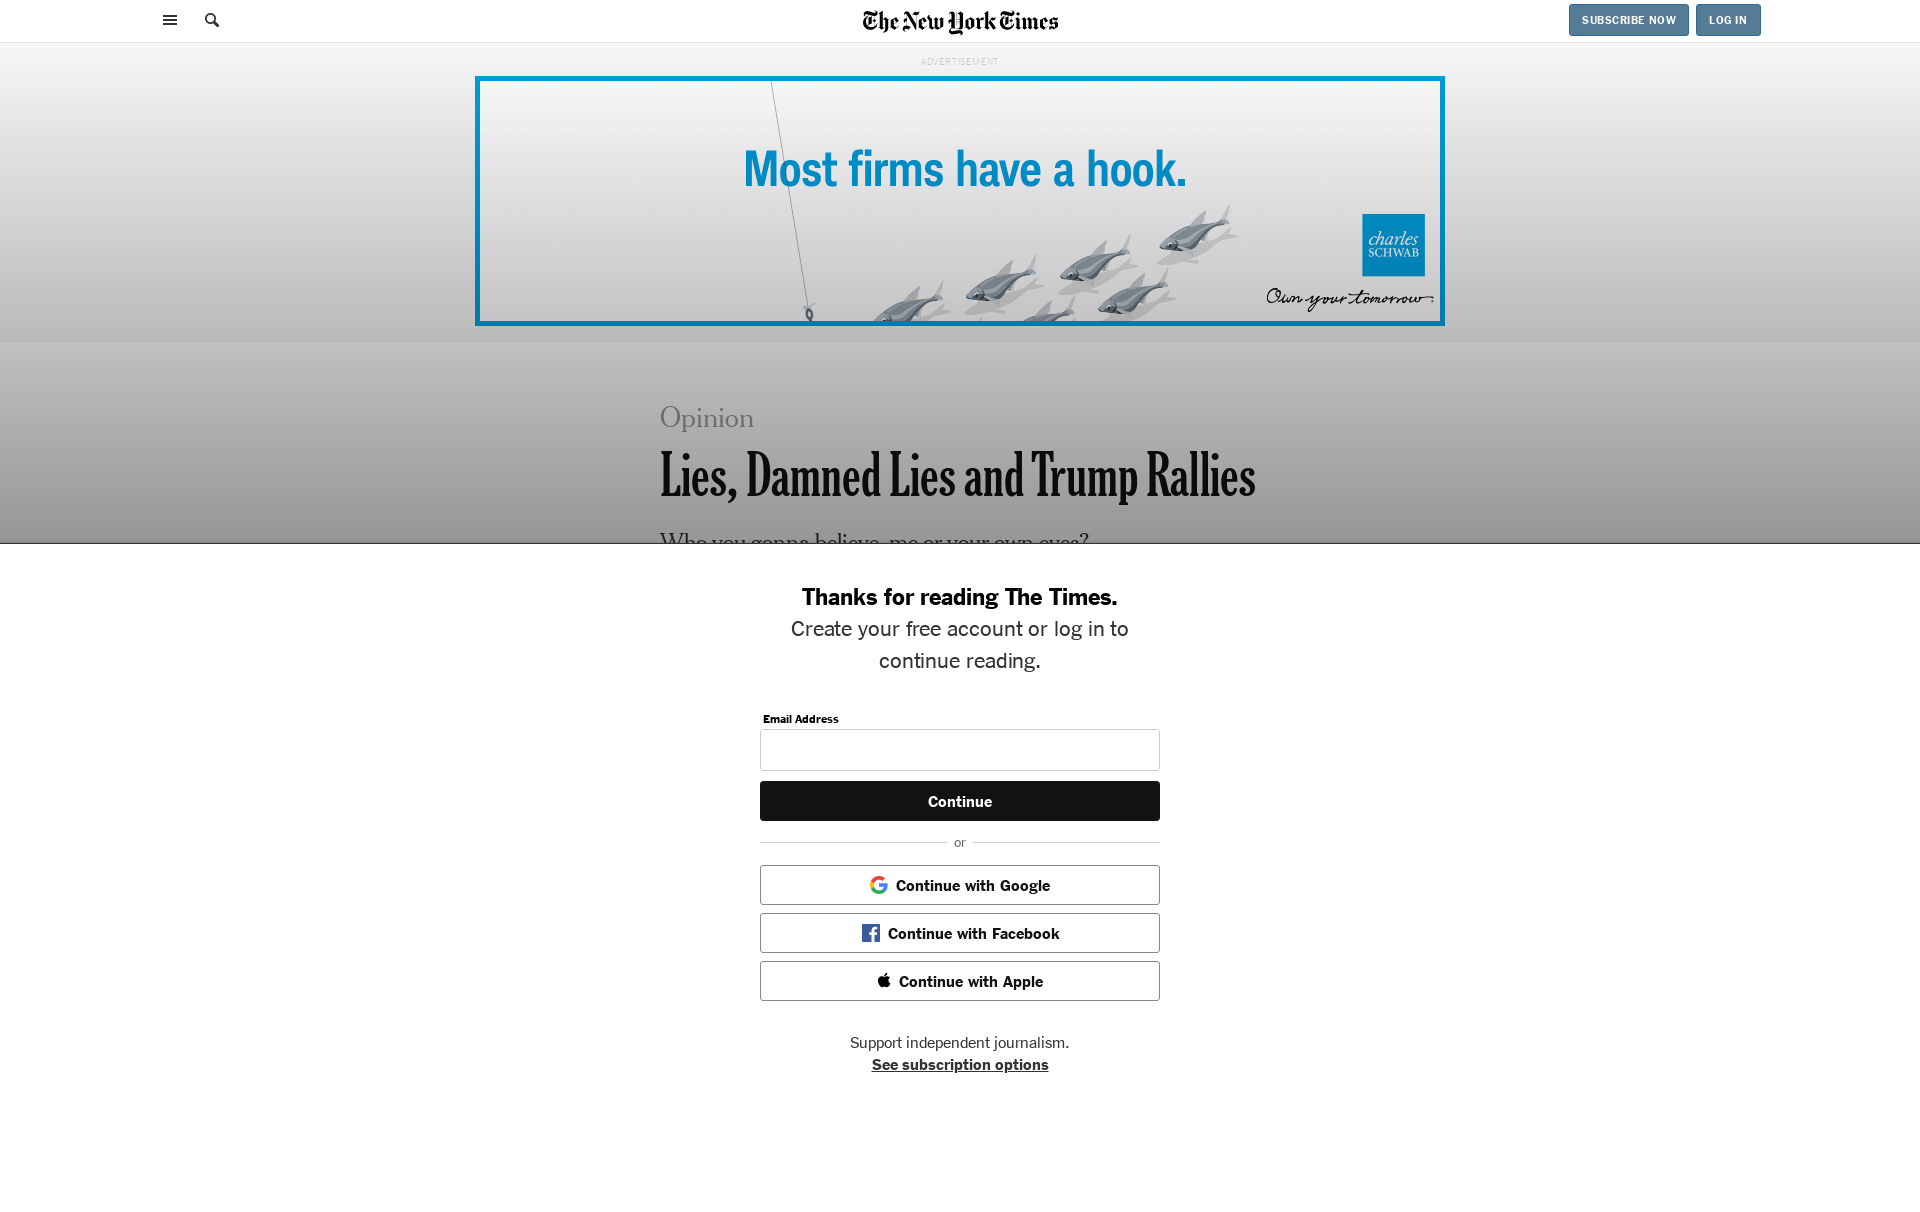 The New York Times
SUBSCRIBE NOW
LOG IN
ADVERTISEMENT
Most firms have a hook.
charles
SCHWAB
Own your tomorrow
Opinion
Lies, Damned Lies and Trump Rallies
Who you gonna believe, me or your own eyes?
Thanks for reading The Times.
Create your free account or log in to
continue reading.
Email Address
Continue
or
Continue with Google
Continue with Facebook
Continue with Apple
Support independent journalism.
See subscription options